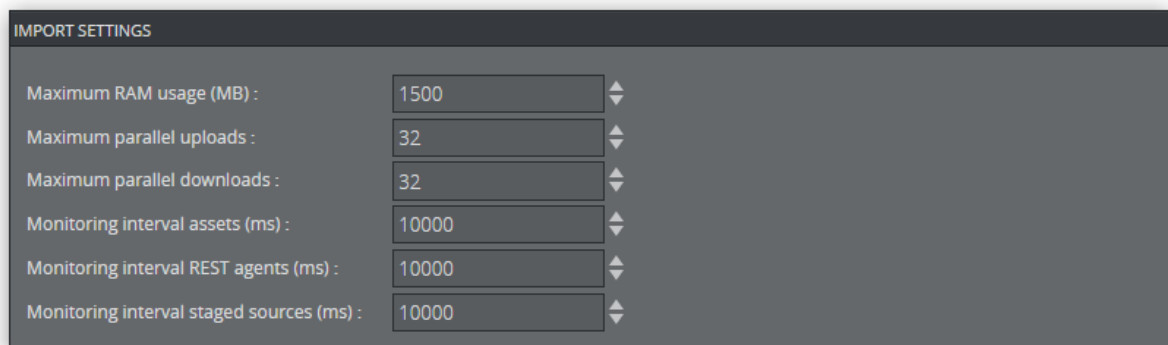 IMPORT SETTINGS
Maximum RAM usage (MB) : 1500
Maximum parallel uploads : 32
Maximum parallel downloads : 32
Monitoring interval assets (ms) : 10000
Monitoring interval REST agents (ms) : 10000
Monitoring interval staged sources (ms) : 10000